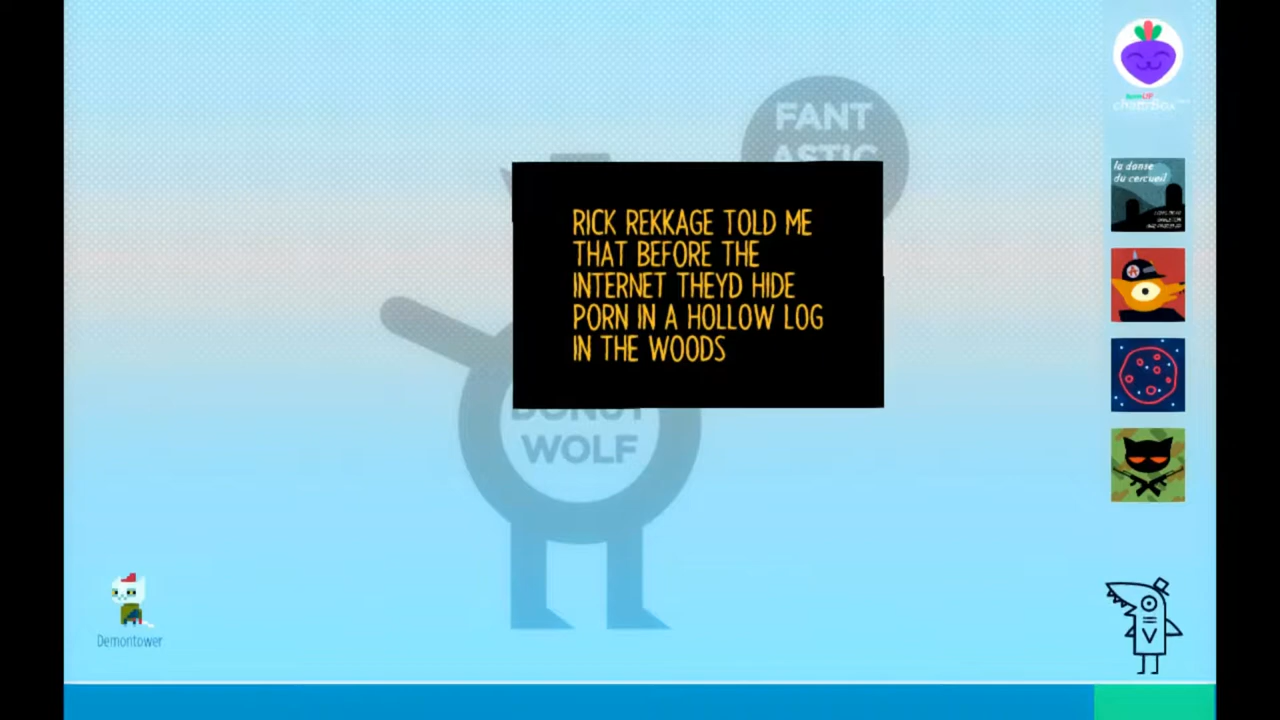 FANT
ASTIC
RICK REKKAGE TOLD ME
THAT BEFORE THE
INTERNET THEYD HIDE
PORN IN A HOLLOW LOG
IN THE WOODS
DONUT
WOLF
chattrBox
la danse
du cercueil
Demontower